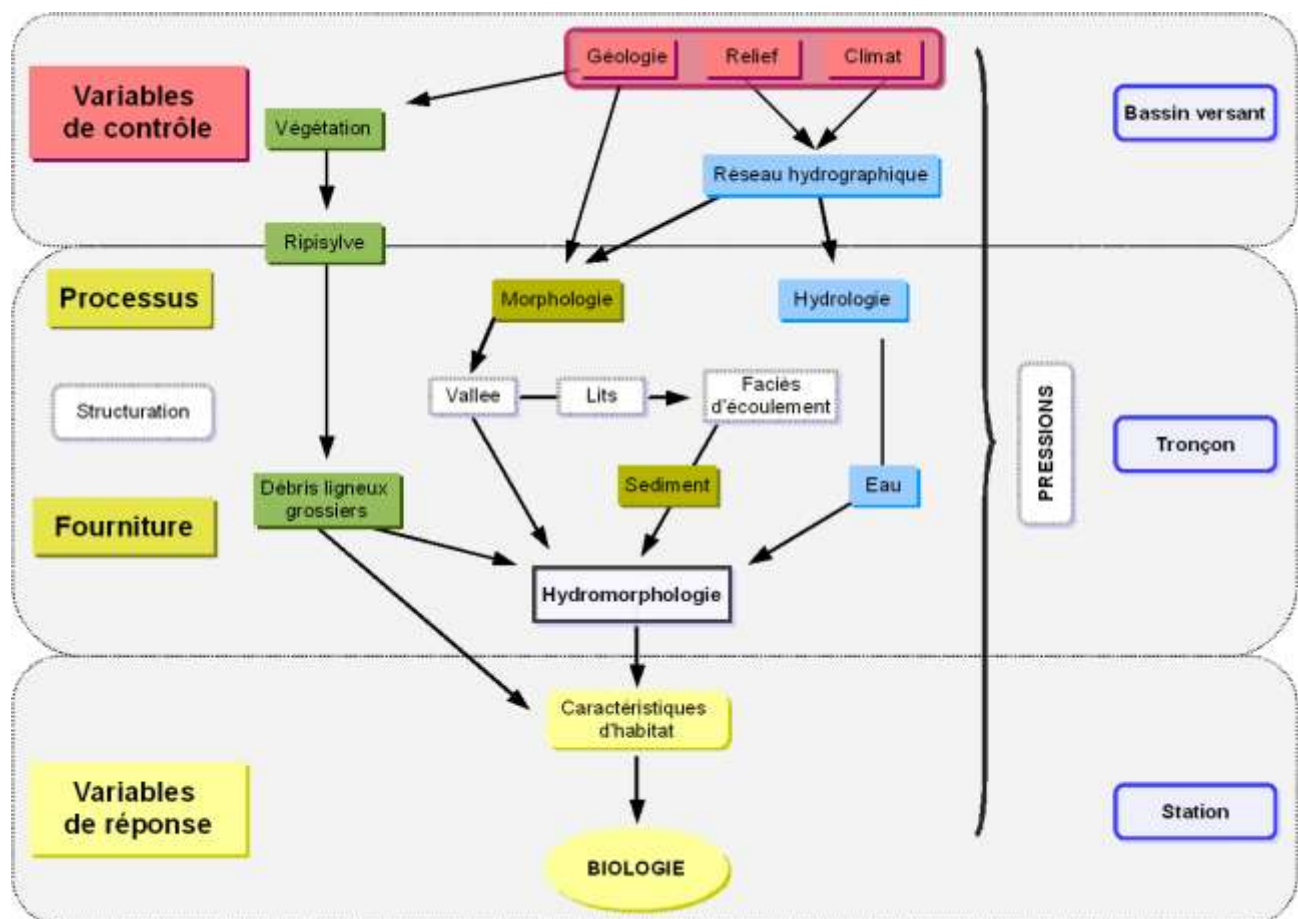 Géologie
Relief
Climat
Variables
de contrôle
Bassin versant
Végétation
Réseau hydrographique
Ripisylve
Processus
Morphologie
Hydrologie
Structuration
Vallee
Lits
Faciès
d'écoulement
PRESSIONS
Tronçon
Débris ligneux
grossiers
Sediment
Eau
Fourniture
Hydromorphologie
Caractéristiques
d'habitat
Variables
de réponse
Station
BIOLOGIE